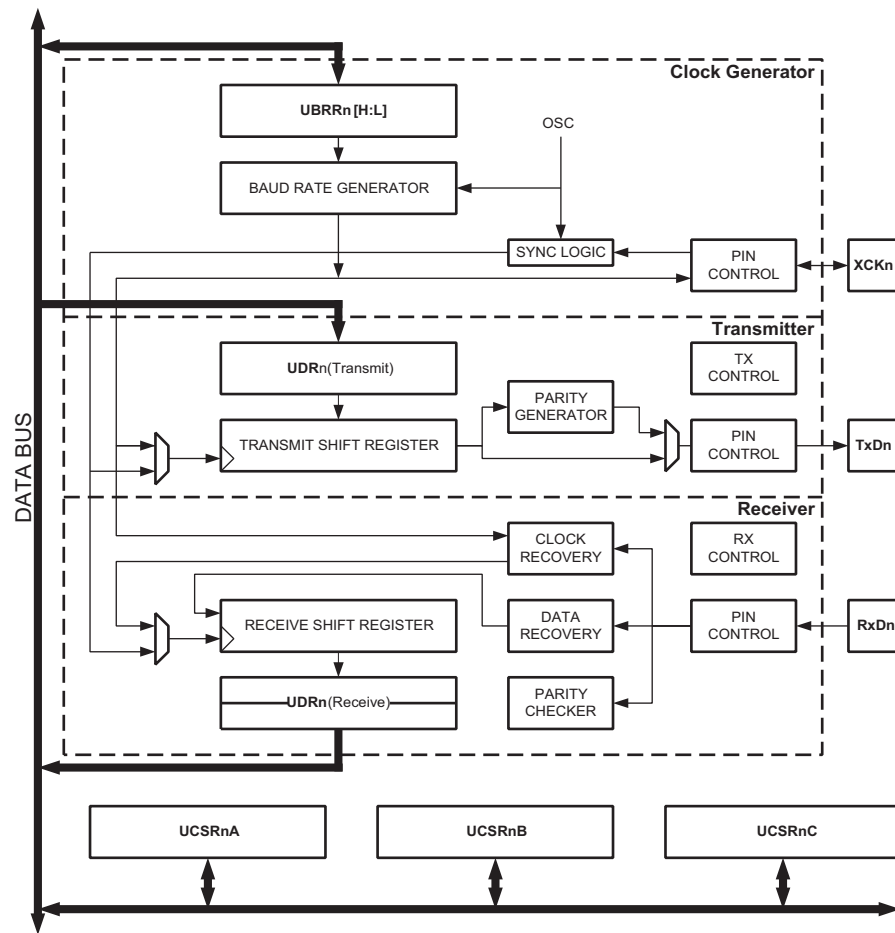 Clock Generator
UBRRn [H:L]
OSC
BAUD RATE GENERATOR
SYNC LOGIC
PIN
CONTROL
XCKn
Transmitter
UDRn(Transmit)
TX
CONTROL
PARITY
GENERATOR
TRANSMIT SHIFT REGISTER
PIN
CONTROL
TxDn
DATA BUS
Receiver
CLOCK
RECOVERY
RX
CONTROL
RECEIVE SHIFT REGISTER
DATA
RECOVERY
PIN
CONTROL
RxDn
UDRn(Receive)
PARITY
CHECKER
UCSRnA
UCSRnB
UCSRnC